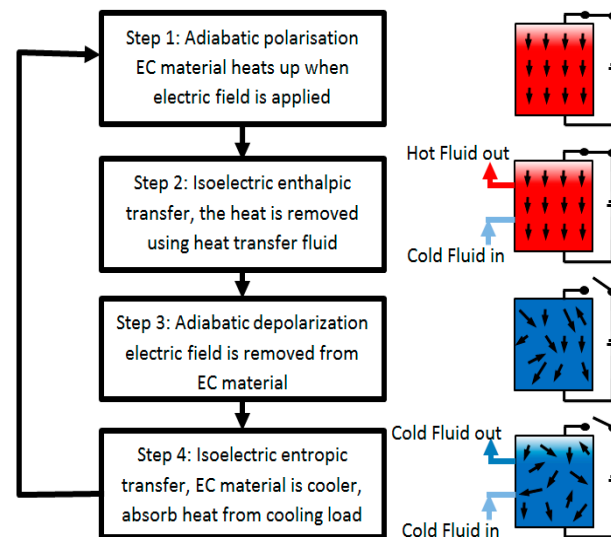 Step 1: Adiabatic polarisation
EC material heats up when
electric field is applied
Step 2: Isoelectric enthalpic
transfer, the heat is removed
using heat transfer fluid
Hot Fluid out
Cold Fluid in
Step 3: Adiabatic depolarization
electric field is removed from
EC material
Step 4: Isoelectric entropic
transfer, EC material is cooler,
absorb heat from cooling load
Cold Fluid out
Cold Fluid in